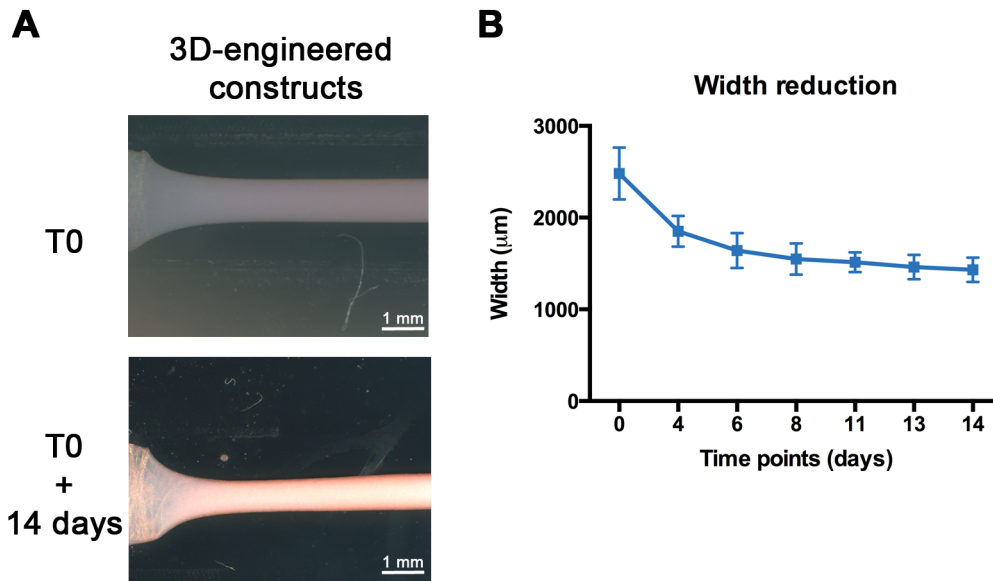 A
3D-engineered
constructs
T0
1 mm
T0
+
14 days
1 mm
B
Width reduction
Width (μm)
3000
2000
1000
0
0 4 6 8 11 13 14
Time points (days)